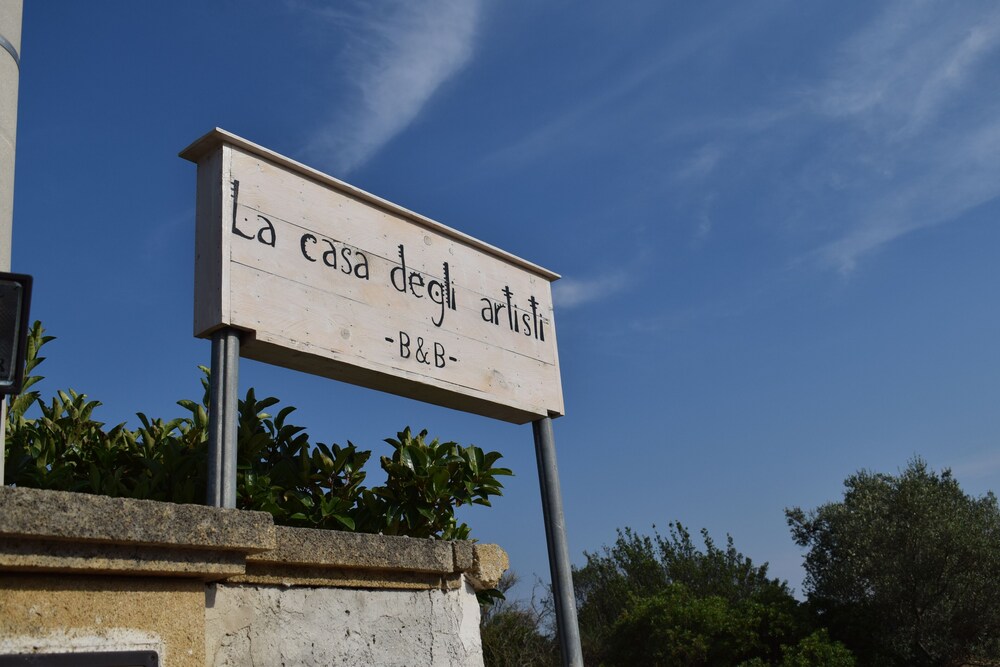 La casa degli artisti
-B&B-